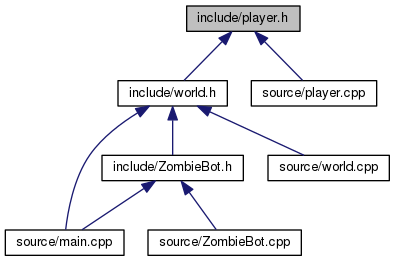 include/player.h
include/world.h
source/player.cpp
include/ZombieBot.h
source/world.cpp
source/main.cpp
source/ZombieBot.cpp